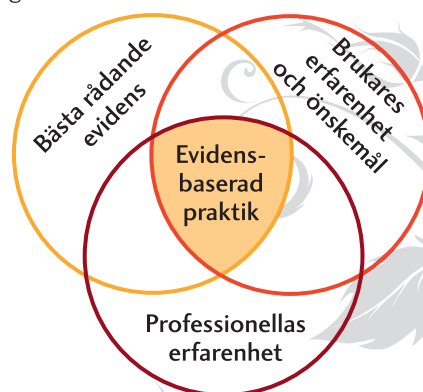 Bästa rådande
evidens
Brukares
erfarenhet
och önskemål
Evidens-
baserad
praktik
Professionellas
erfarenhet